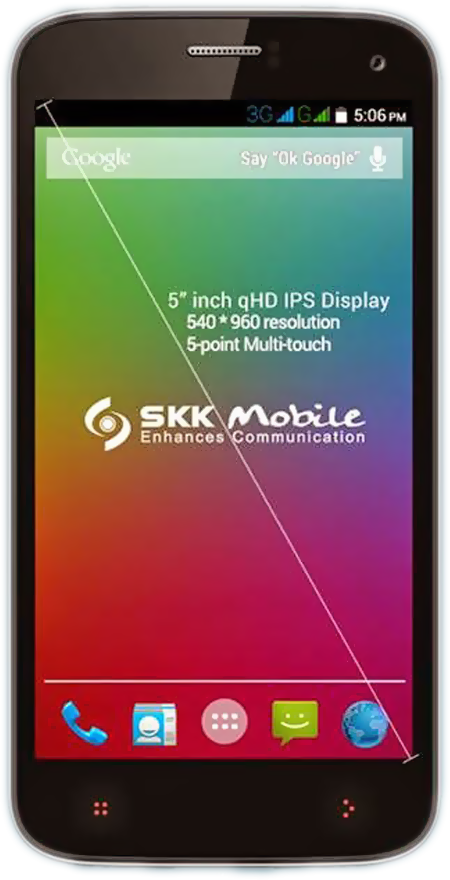 3G G 5:06 PM
Google Say "Ok Google"
5" inch qHD IPS Display
540 * 960 resolution
5-point Multi-touch
SKK Mobile
Enhances Communication